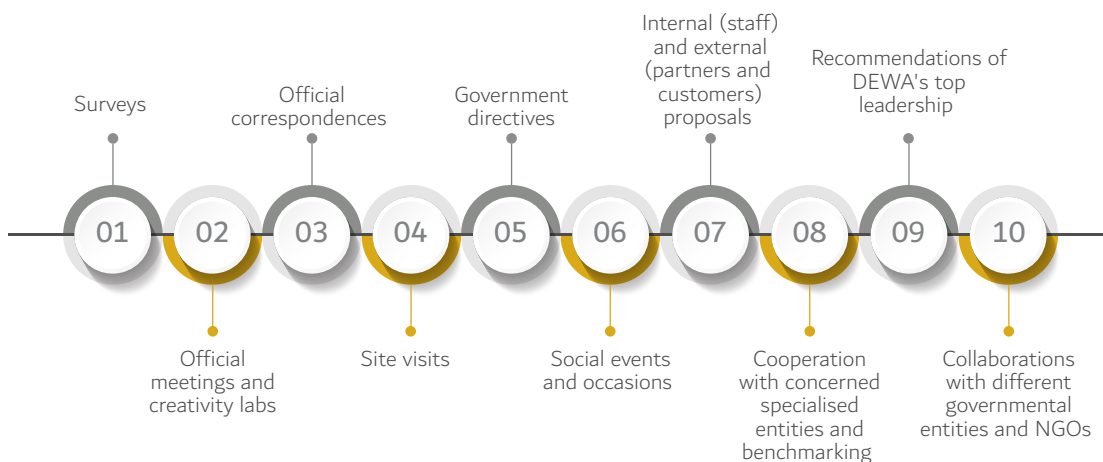 01
Surveys
02
Official
meetings and
creativity labs
03
Official
correspondences
04
Site visits
05
Government
directives
06
Social events
and occasions
07
Internal (staff)
and external
(partners and
customers)
proposals
08
Cooperation
with concerned
specialised
entities and
benchmarking
09
Recommendations of
DEWA's top
leadership
10
Collaborations
with different
governmental
entities and NGOs